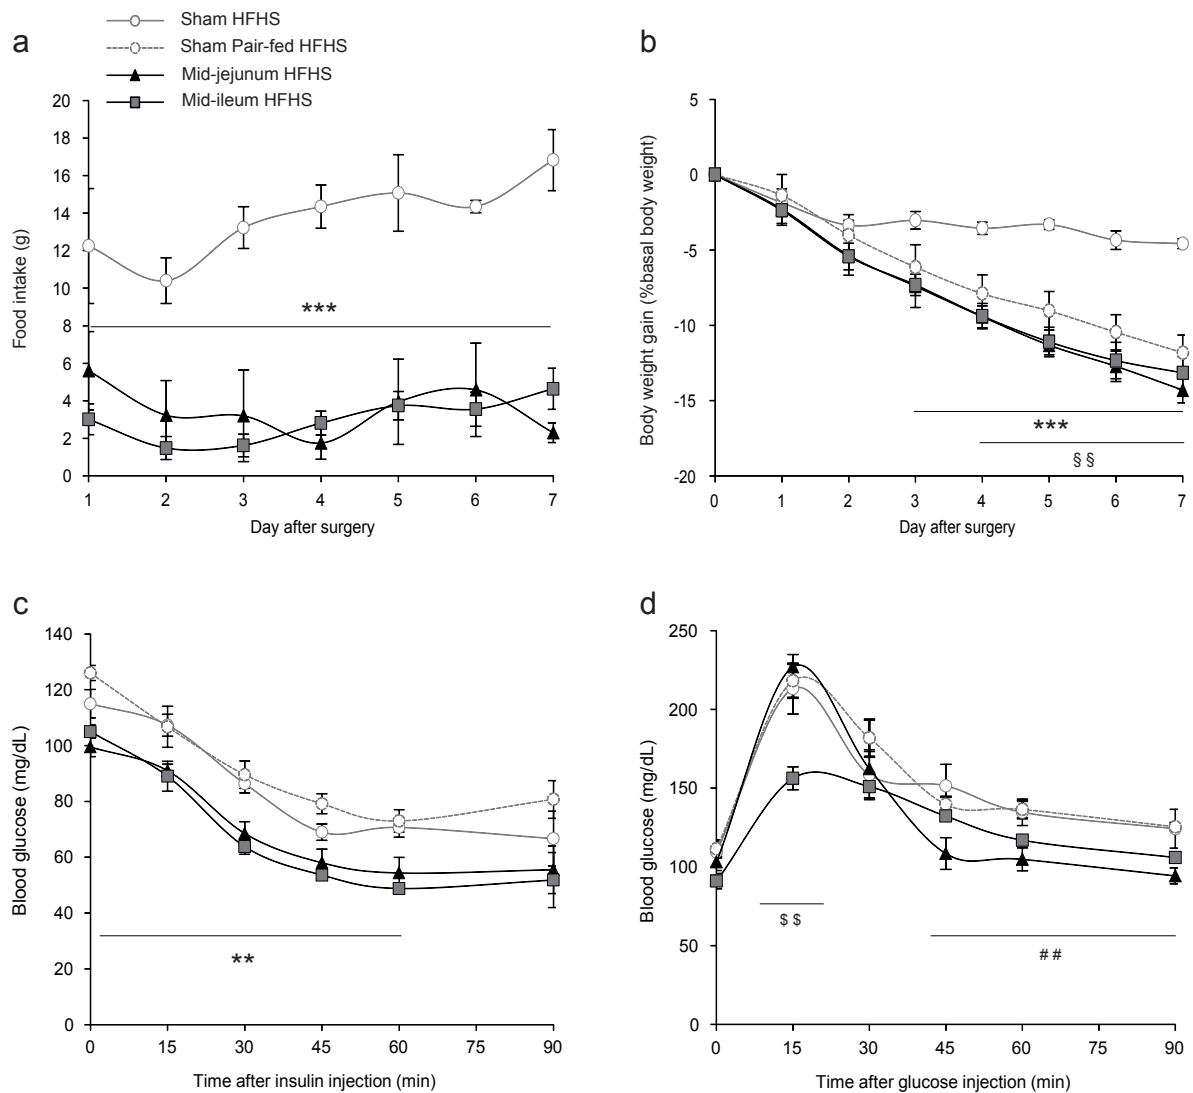 a
Sham HFHS
Sham Pair-fed HFHS
Mid-jejunum HFHS
Mid-ileum HFHS
Food intake (g)
20
18
16
14
12
10
8
6
4
2
0
***
1 2 3 4 5 6 7
Day after surgery
b
Body weight gain (%basal body weight)
5
0
-5
-10
-15
-20
***
§ §
0 1 2 3 4 5 6 7
Day after surgery
c
Blood glucose (mg/dL)
140
120
100
80
60
40
20
0
**
0 15 30 45 60 75 90
Time after insulin injection (min)
d
Blood glucose (mg/dL)
250
200
150
100
50
0
$ $
# #
0 15 30 45 60 75 90
Time after glucose injection (min)